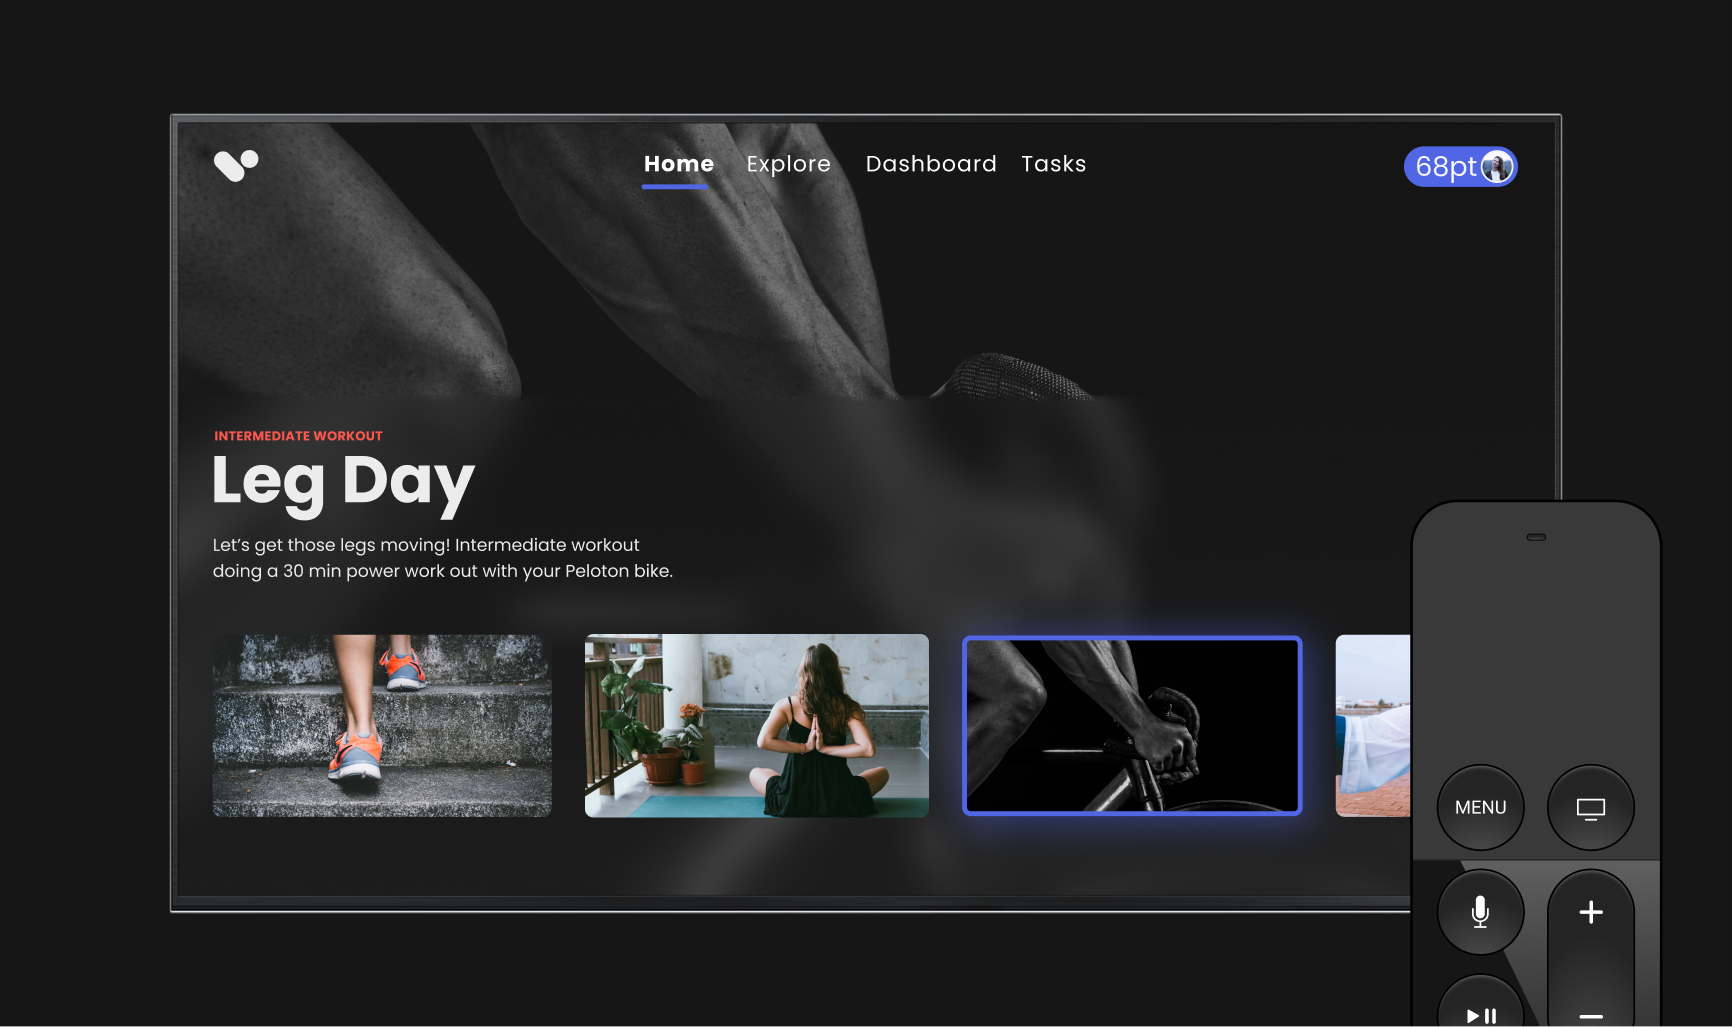 Home Explore Dashboard Tasks
68pt
INTERMEDIATE WORKOUT
Leg Day
Let’s get those legs moving! Intermediate workout
doing a 30 min power work out with your Peloton bike.
MENU